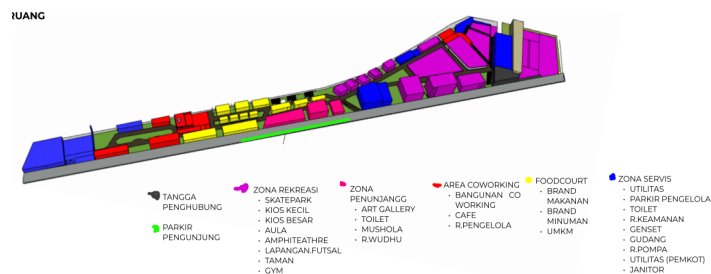 RUANG
TANGGA
PENGHUBUNG
PARKIR
PENGUNJUNG
ZONA REKREASI
• SKATEPARK
• KIOS KECIL
• KIOS BESAR
• AULA
• AMPHITEATHRE
• LAPANGAN.FUTSAL
• TAMAN
• GYM
ZONA
PENUNJANGG
• ART GALLERY
• TOILET
• MUSHOLA
• R.WUDHU
AREA COWORKING
• BANGUNAN CO
WORKING
• CAFE
• R.PENGELOLA
FOODCOURT
• BRAND
MAKANAN
• BRAND
MINUMAN
• UMKM
ZONA SERVIS
• UTILITAS
• PARKIR PENGELOLA
• TOILET
• R.KEAMANAN
• GENSET
• GUDANG
• R.POMPA
• UTILITAS (PEMKOT)
• JANITOR